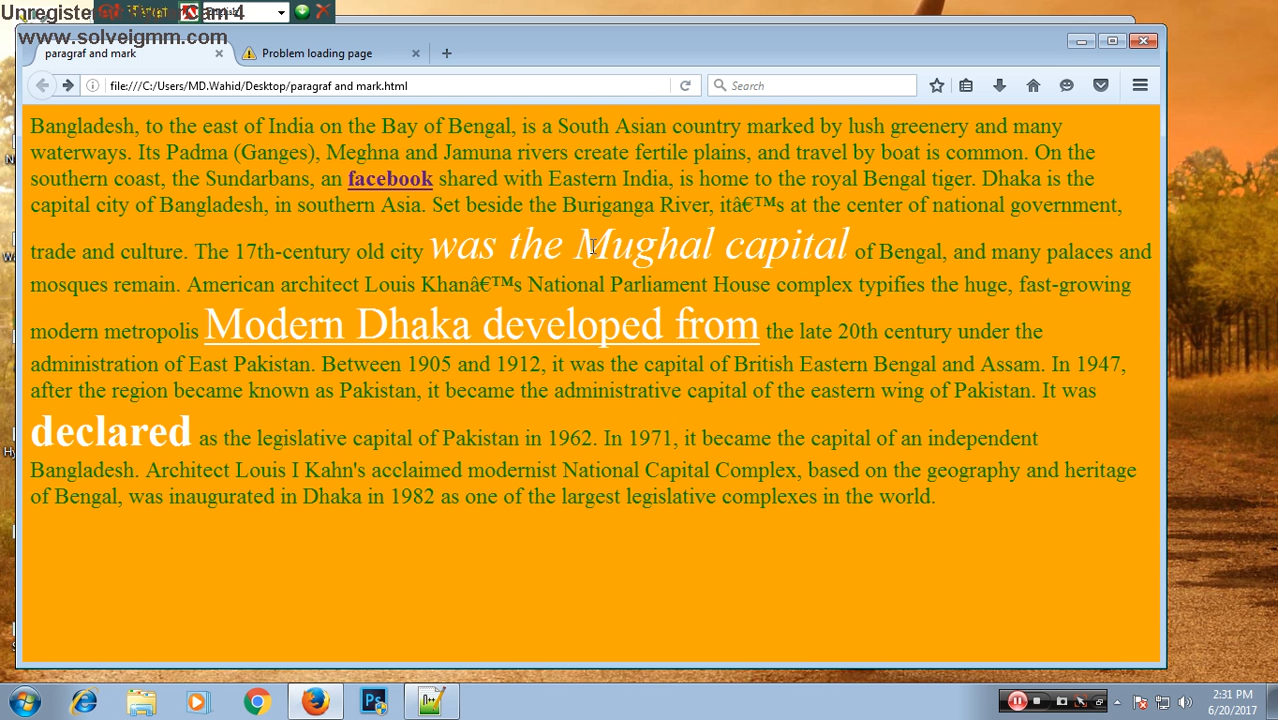 www.solveigmm.com
paragraf and mark
Problem loading page
file:///C:/Users/MD.Wahid/Desktop/paragraf and mark.html
Search
Bangladesh, to the east of India on the Bay of Bengal, is a South Asian country marked by lush greenery and many
waterways. Its Padma (Ganges), Meghna and Jamuna rivers create fertile plains, and travel by boat is common. On the
southern coast, the Sundarbans, an facebook shared with Eastern India, is home to the royal Bengal tiger. Dhaka is the
capital city of Bangladesh, in southern Asia. Set beside the Buriganga River, itâ€™s at the center of national government,
trade and culture. The 17th-century old city was the Mughal capital of Bengal, and many palaces and
mosques remain. American architect Louis Khanâ€™s National Parliament House complex typifies the huge, fast-growing
modern metropolis Modern Dhaka developed from the late 20th century under the
administration of East Pakistan. Between 1905 and 1912, it was the capital of British Eastern Bengal and Assam. In 1947,
after the region became known as Pakistan, it became the administrative capital of the eastern wing of Pakistan. It was
declared as the legislative capital of Pakistan in 1962. In 1971, it became the capital of an independent
Bangladesh. Architect Louis I Kahn's acclaimed modernist National Capital Complex, based on the geography and heritage
of Bengal, was inaugurated in Dhaka in 1982 as one of the largest legislative complexes in the world.
2:31 PM
6/20/2017